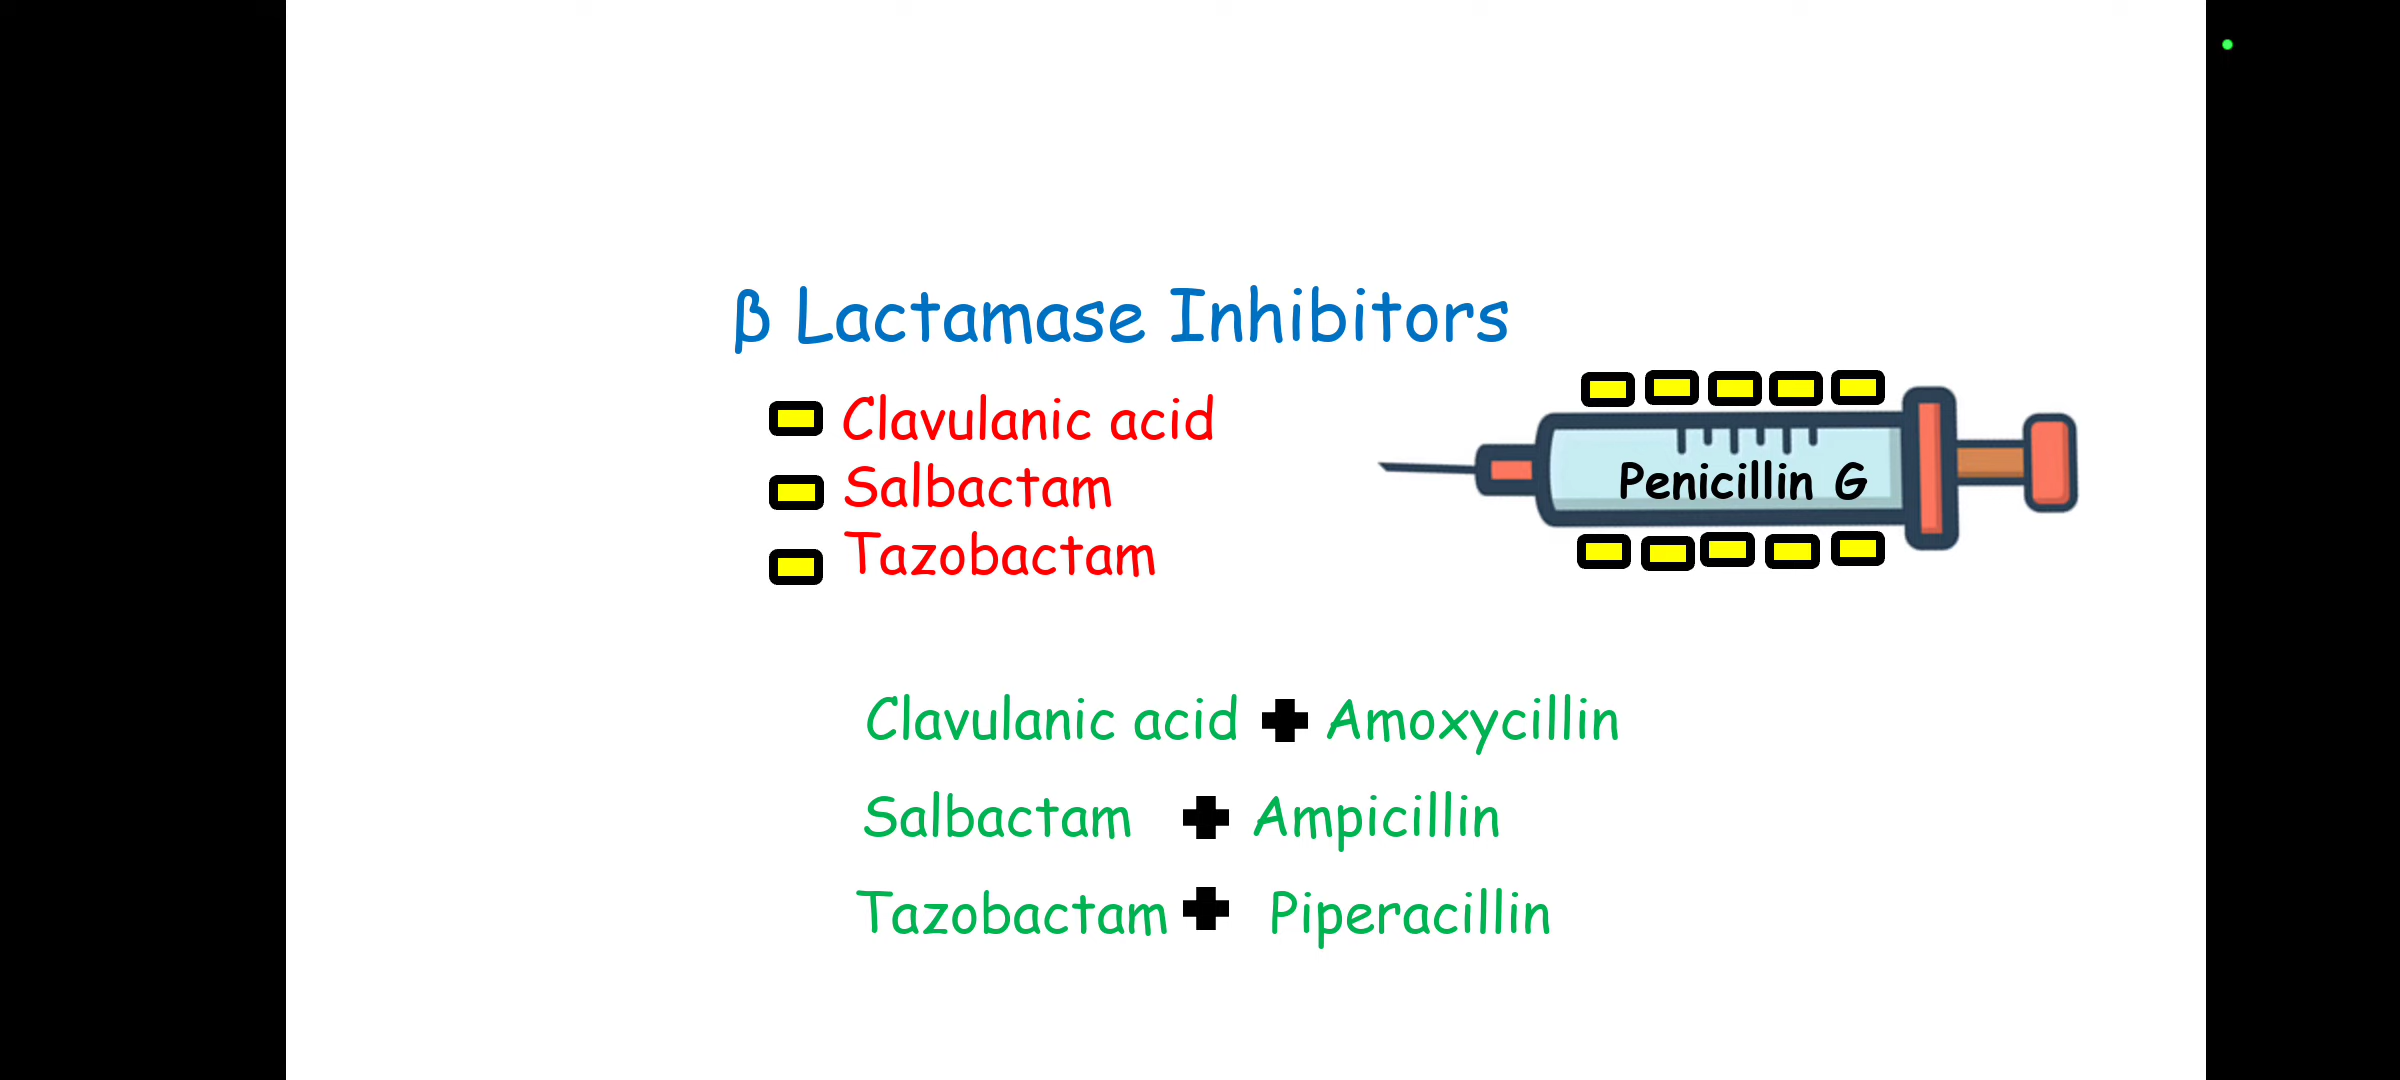 β Lactamase Inhibitors
Clavulanic acid
Salbactam
Tazobactam
Penicillin G
Clavulanic acid + Amoxycillin
Salbactam + Ampicillin
Tazobactam + Piperacillin